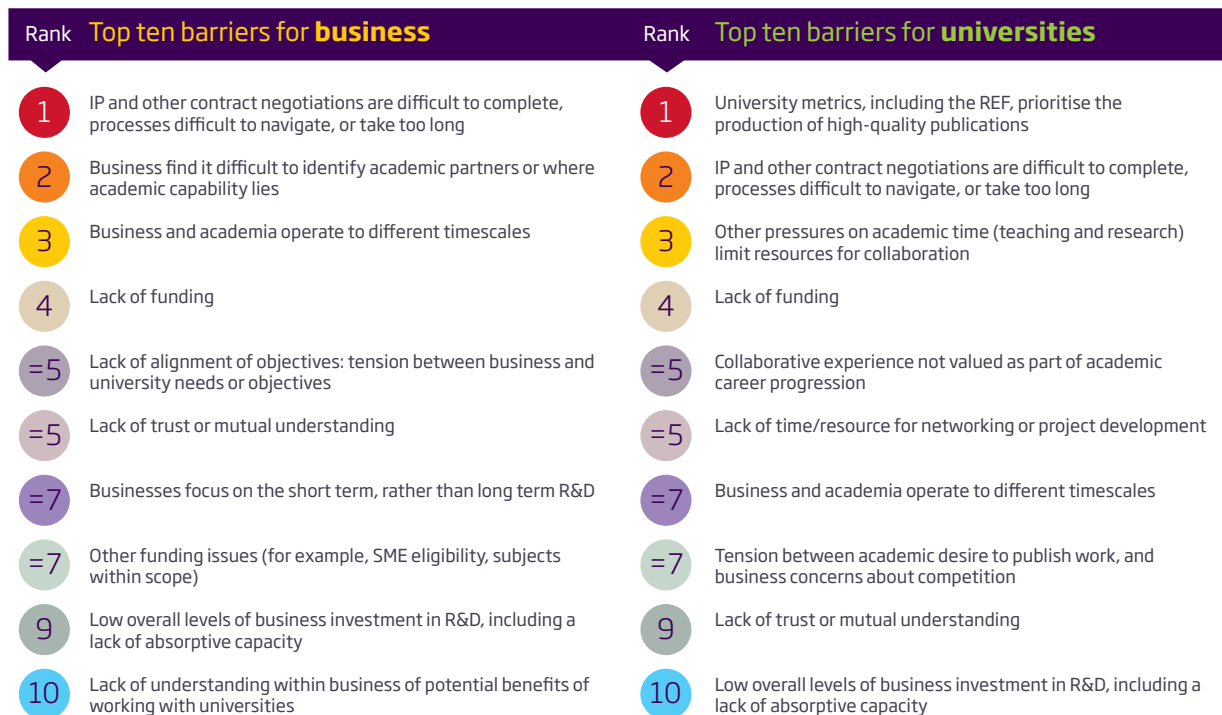 Rank Top ten barriers for business
1 IP and other contract negotiations are difficult to complete,
processes difficult to navigate, or take too long
2 Business find it difficult to identify academic partners or where
academic capability lies
3 Business and academia operate to different timescales
4 Lack of funding
=5 Lack of alignment of objectives: tension between business and
university needs or objectives
=5 Lack of trust or mutual understanding
=7 Businesses focus on the short term, rather than long term R&D
=7 Other funding issues (for example, SME eligibility, subjects
within scope)
9 Low overall levels of business investment in R&D, including a
lack of absorptive capacity
10 Lack of understanding within business of potential benefits of
working with universities
Rank Top ten barriers for universities
1 University metrics, including the REF, prioritise the
production of high-quality publications
2 IP and other contract negotiations are difficult to complete,
processes difficult to navigate, or take too long
3 Other pressures on academic time (teaching and research)
limit resources for collaboration
4 Lack of funding
=5 Collaborative experience not valued as part of academic
career progression
=5 Lack of time/resource for networking or project development
=7 Business and academia operate to different timescales
=7 Tension between academic desire to publish work, and
business concerns about competition
9 Lack of trust or mutual understanding
10 Low overall levels of business investment in R&D, including a
lack of absorptive capacity